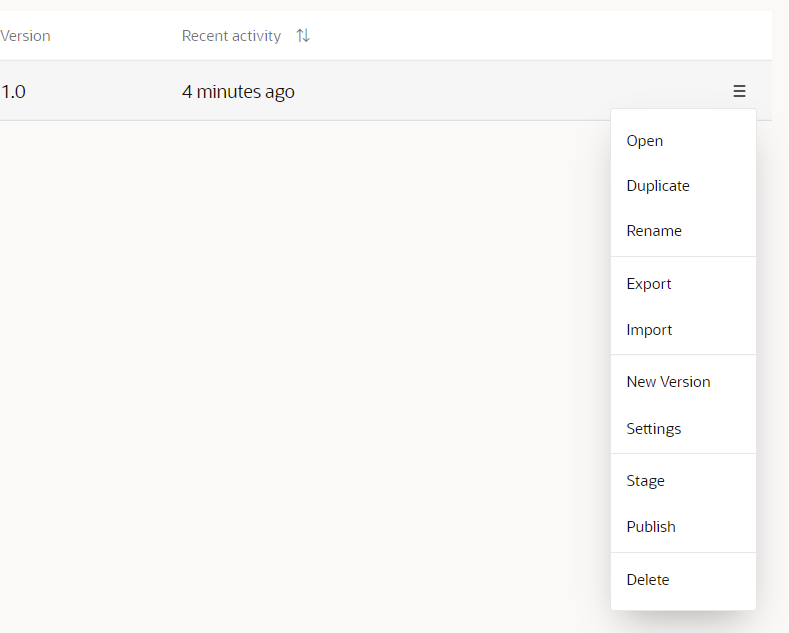 Version Recent activity
1.0 4 minutes ago
Open
Duplicate
Rename
Export
Import
New Version
Settings
Stage
Publish
Delete